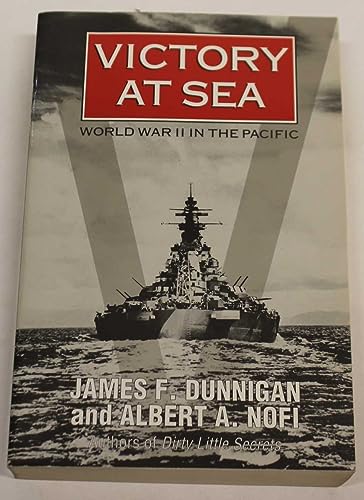 VICTORY
AT SEA
WORLD WAR II IN THE PACIFIC
JAMES F. DUNNIGAN
and ALBERT A. NOFI
Authors of Dirty Little Secrets